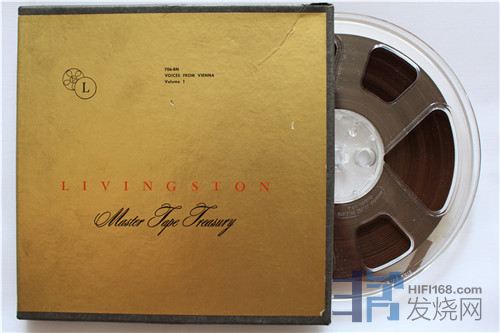 706-BN
VOICES FROM VIENNA
Volume 1
L
LIVINGSTON
Master Tape Treasury
HIFI168.com
发烧网